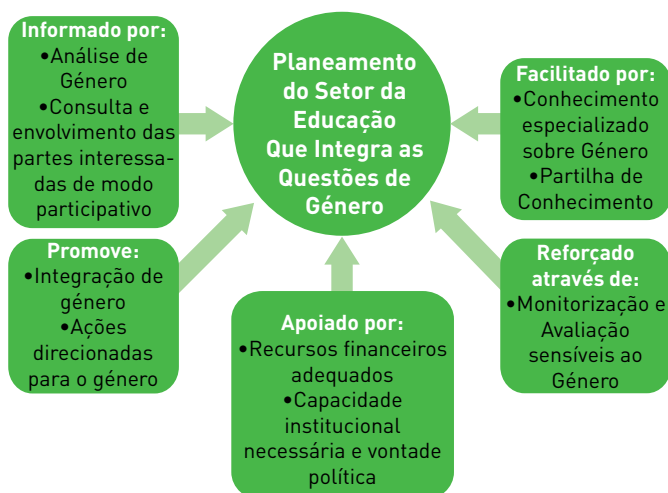 Informado por:
•Análise de
Género
•Consulta e
envolvimento das
partes interessa-
das de modo
participativo
Planeamento
do Setor da
Educação
Que Integra as
Questões de
Género
Facilitado por:
•Conhecimento
especializado
sobre Género
•Partilha de
Conhecimento
Promove:
•Integração de
género
•Ações
direcionadas
para o género
Apoiado por:
•Recursos financeiros
adequados
•Capacidade
institucional
necessária e vontade
política
Reforçado
através de:
•Monitorização e
Avaliação
sensíveis ao
Género